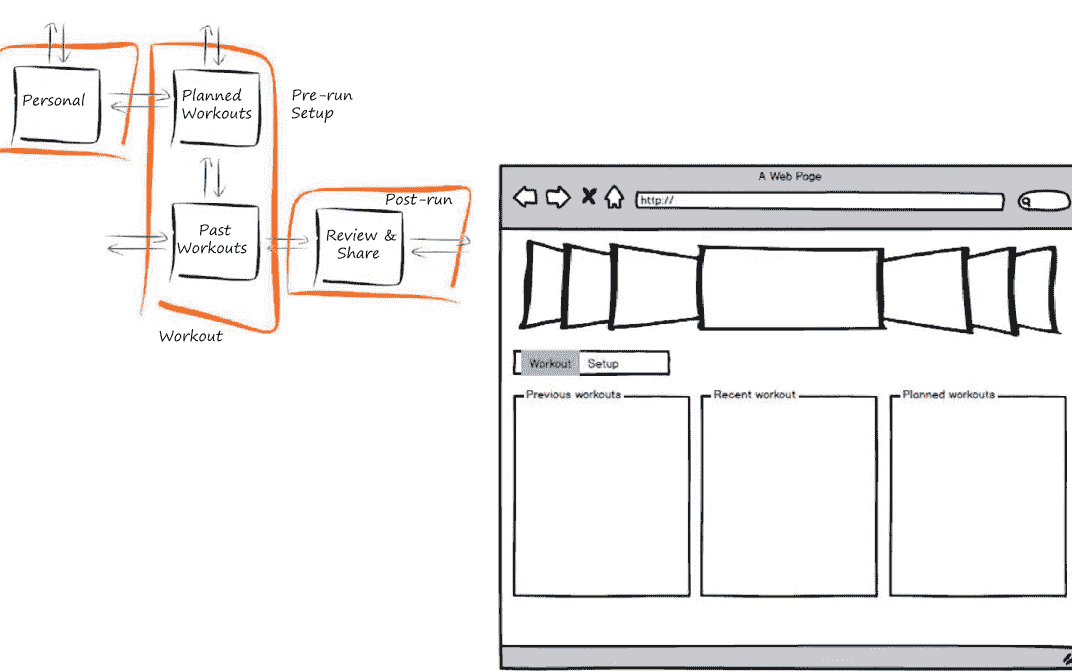 Personal
Planned
Workouts
Pre-run
Setup
Past
Workouts
Post-run
Review &
Share
Workout
A Web Page
http://
Workout
Setup
Previous workouts
Recent workout
Planned workouts